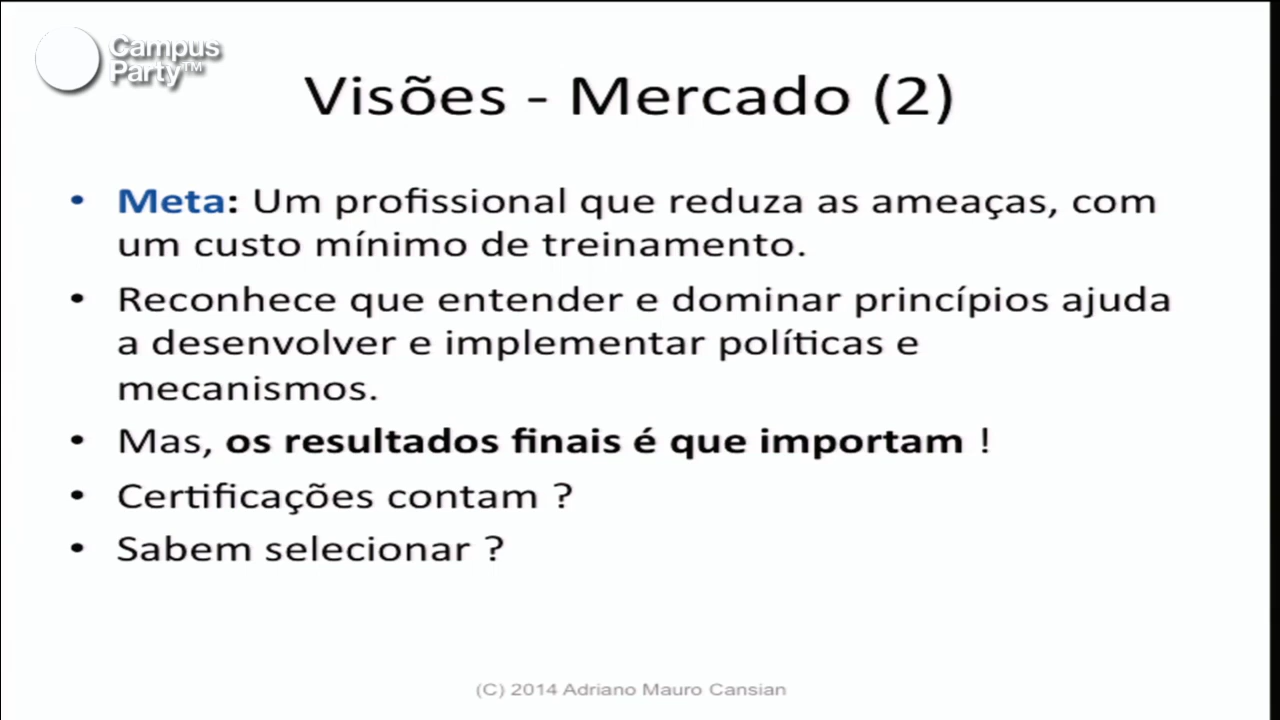 Campus
Party™
Visões - Mercado (2)
• Meta: Um profissional que reduza as ameaças, com
um custo mínimo de treinamento.
• Reconhece que entender e dominar princípios ajuda
a desenvolver e implementar políticas e
mecanismos.
• Mas, os resultados finais é que importam !
• Certificações contam ?
• Sabem selecionar ?
(C) 2014 Adriano Mauro Cansian